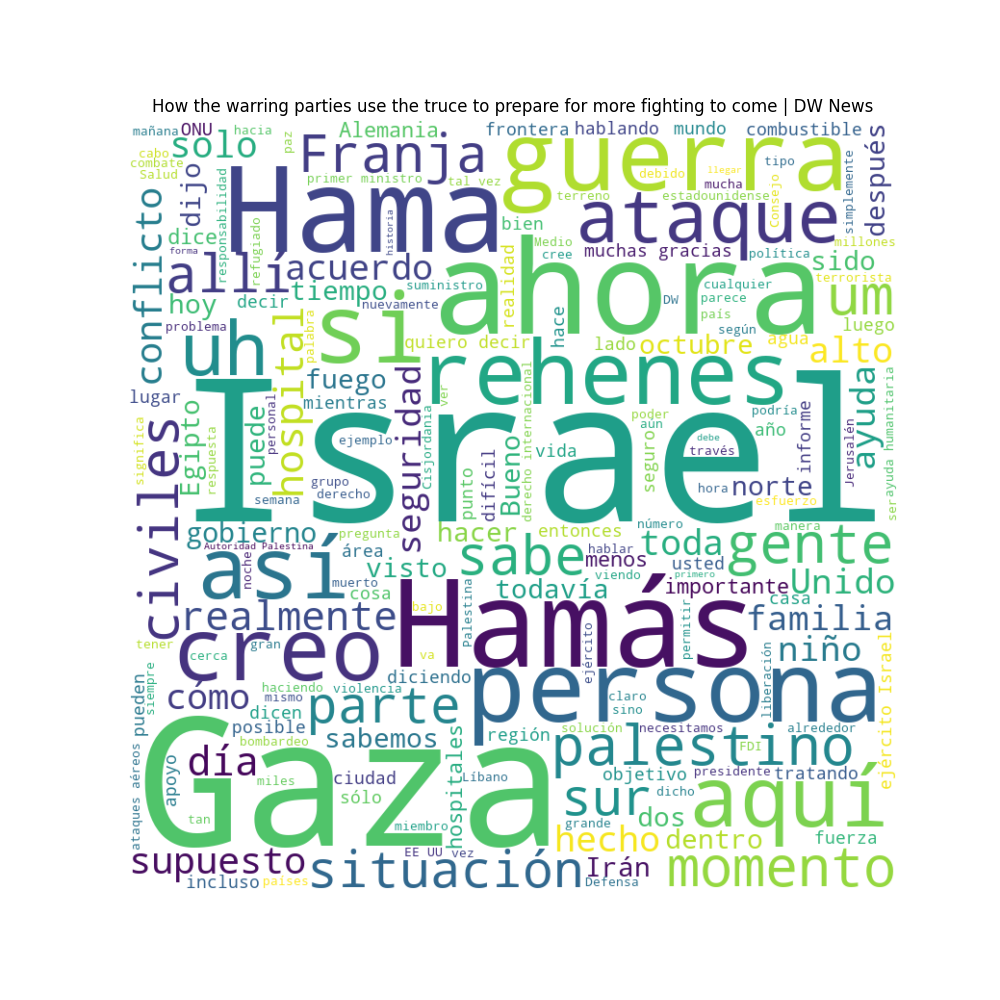 How the warring parties use the truce to prepare for more fighting to come | DW News
mañana
ONU
hacia
paz
Alemania
frontera
hablando
mundo
combustible
después
cabo
combate
Salud
solo
Franja
guerra
tipo
llegar
debido
mucha
simplemente
dijo
responsabilidad
primer ministro
tal vez
terreno
estadounidense
Consejo
conflicto
Hama
historia
ataque
dice
refugiado
bien
Medio
cree
muchas gracias
millones
forma
allí
acuerdo
ahora
política
sido
terrorista
hoy
decir
tiempo
suministro
nuevamente
realidad
DW
cualquier
parece
país
um
problema
uh
hospital
palabra
si
quiero decir
hace
lado
octubre
según
agua
luego
alto
lugar
fuego
mientras
seguridad
ver
rehenes
ayuda
ayuda humanitaria
significa
civiles
Egipto
respuesta
puede
personal
Israel
ejemplo
Cisjordania
punto
difícil
Bueno
derecho internacional
vida
seguro
poder
aún
debe
través
podría
año
informe
Jerusalén
semana
grupo
derecho
hora
norte
esfuerzo
ser
gobierno
pregunta
hacer
entonces
número
manera
Autoridad Palestina
noche
así
área
visto
sabe
hablar
menos
toda
gente
cosa
muerto
viendo
usted
primero
todavía
importante
Unido
casa
realmente
bajo
Hamás
Palestina
ejército
permitir
familia
tener
creo
gran
va
liberación
niño
ejército Israel
siempre
cerca
diciendo
persona
pueden
cómo
haciendo
violencia
mismo
claro
sino
dicen
parte
posible
sabemos
región
solución
necesitamos
alrededor
bombardeo
palestino
FDI
ataques aéreos
apoyo
día
Gaza
miles
ciudad
Líbano
hospitales
objetivo
presidente
tratando
sólo
sur
dicho
aquí
tan
miembro
grande
dos
hecho
dentro
fuerza
supuesto
EE UU
vez
incluso
países
situación
Defensa
Irán
momento